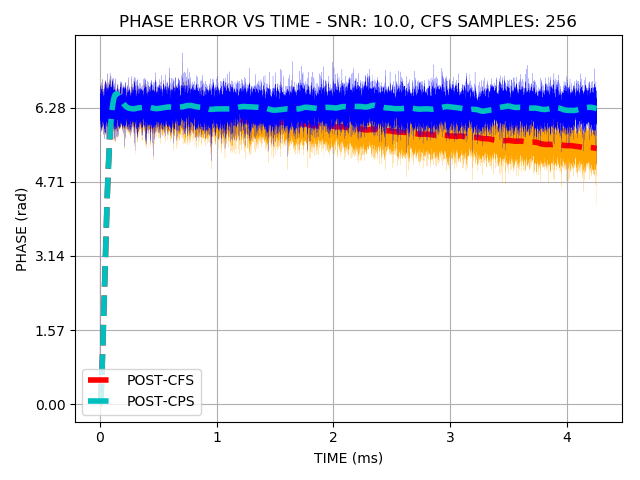 PHASE ERROR VS TIME - SNR: 10.0, CFS SAMPLES: 256
6.28
4.71
3.14
1.57
0.00
PHASE (rad)
POST-CFS
POST-CPS
0 1 2 3 4
TIME (ms)